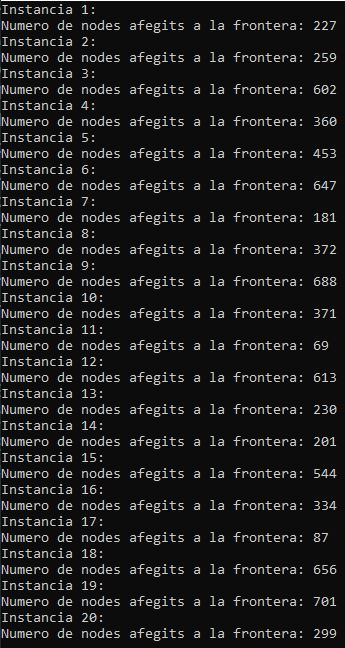 Instancia 1:
Numero de nodes afegits a la frontera: 227
Instancia 2:
Numero de nodes afegits a la frontera: 259
Instancia 3:
Numero de nodes afegits a la frontera: 602
Instancia 4:
Numero de nodes afegits a la frontera: 360
Instancia 5:
Numero de nodes afegits a la frontera: 453
Instancia 6:
Numero de nodes afegits a la frontera: 647
Instancia 7:
Numero de nodes afegits a la frontera: 181
Instancia 8:
Numero de nodes afegits a la frontera: 372
Instancia 9:
Numero de nodes afegits a la frontera: 688
Instancia 10:
Numero de nodes afegits a la frontera: 371
Instancia 11:
Numero de nodes afegits a la frontera: 69
Instancia 12:
Numero de nodes afegits a la frontera: 613
Instancia 13:
Numero de nodes afegits a la frontera: 230
Instancia 14:
Numero de nodes afegits a la frontera: 201
Instancia 15:
Numero de nodes afegits a la frontera: 544
Instancia 16:
Numero de nodes afegits a la frontera: 334
Instancia 17:
Numero de nodes afegits a la frontera: 87
Instancia 18:
Numero de nodes afegits a la frontera: 656
Instancia 19:
Numero de nodes afegits a la frontera: 701
Instancia 20:
Numero de nodes afegits a la frontera: 299